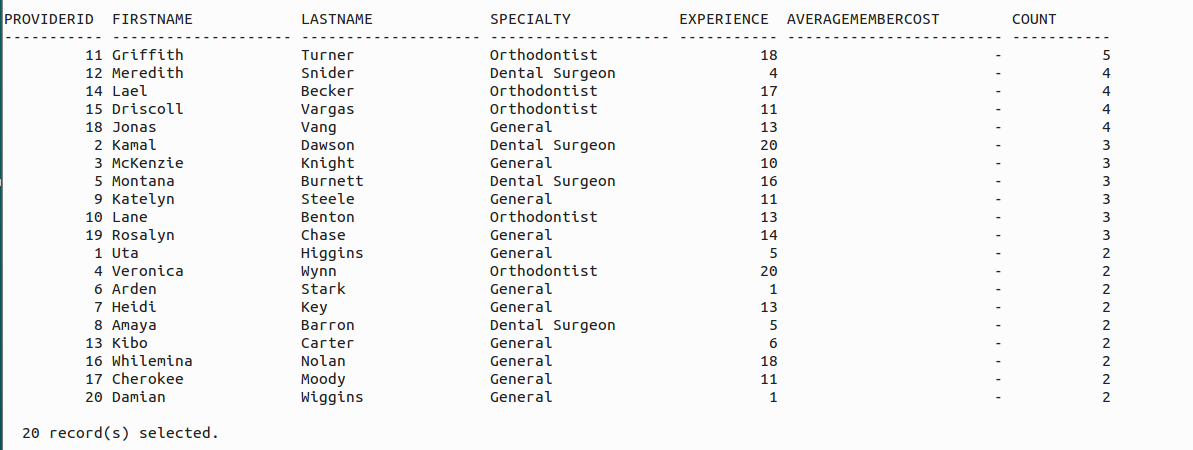 PROVIDERID  FIRSTNAME            LASTNAME             SPECIALTY            EXPERIENCE  AVERAGEMEMBERCOST        COUNT
----------- -------------------- -------------------- -------------------- ----------- ------------------------ -----------
         11 Griffith             Turner               Orthodontist                  18                        -           5
         12 Meredith             Snider               Dental Surgeon                 4                        -           4
         14 Lael                 Becker               Orthodontist                  17                        -           4
         15 Driscoll             Vargas               Orthodontist                  11                        -           4
         18 Jonas                Vang                 General                       13                        -           4
          2 Kamal                Dawson               Dental Surgeon                20                        -           3
          3 McKenzie             Knight               General                       10                        -           3
          5 Montana              Burnett              Dental Surgeon                16                        -           3
          9 Katelyn              Steele               General                       11                        -           3
         10 Lane                 Benton               Orthodontist                  13                        -           3
         19 Rosalyn              Chase                General                       14                        -           3
          1 Uta                  Higgins              General                        5                        -           2
          4 Veronica             Wynn                 Orthodontist                  20                        -           2
          6 Arden                Stark                General                        1                        -           2
          7 Heidi                Key                  General                       13                        -           2
          8 Amaya                Barron               Dental Surgeon                 5                        -           2
         13 Kibo                 Carter               General                        6                        -           2
         16 Whilemina            Nolan                General                       18                        -           2
         17 Cherokee             Moody                General                       11                        -           2
         20 Damian               Wiggins              General                        1                        -           2
  20 record(s) selected.